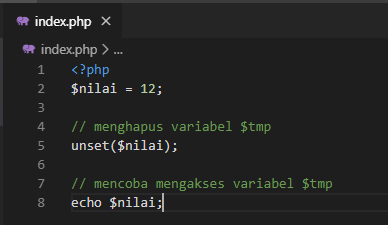 index.php ×
index.php > ...
1 <?php
2 $nilai = 12;
3
4 // menghapus variabel $tmp
5 unset($nilai);
6
7 // mencoba mengakses variabel $tmp
8 echo $nilai;